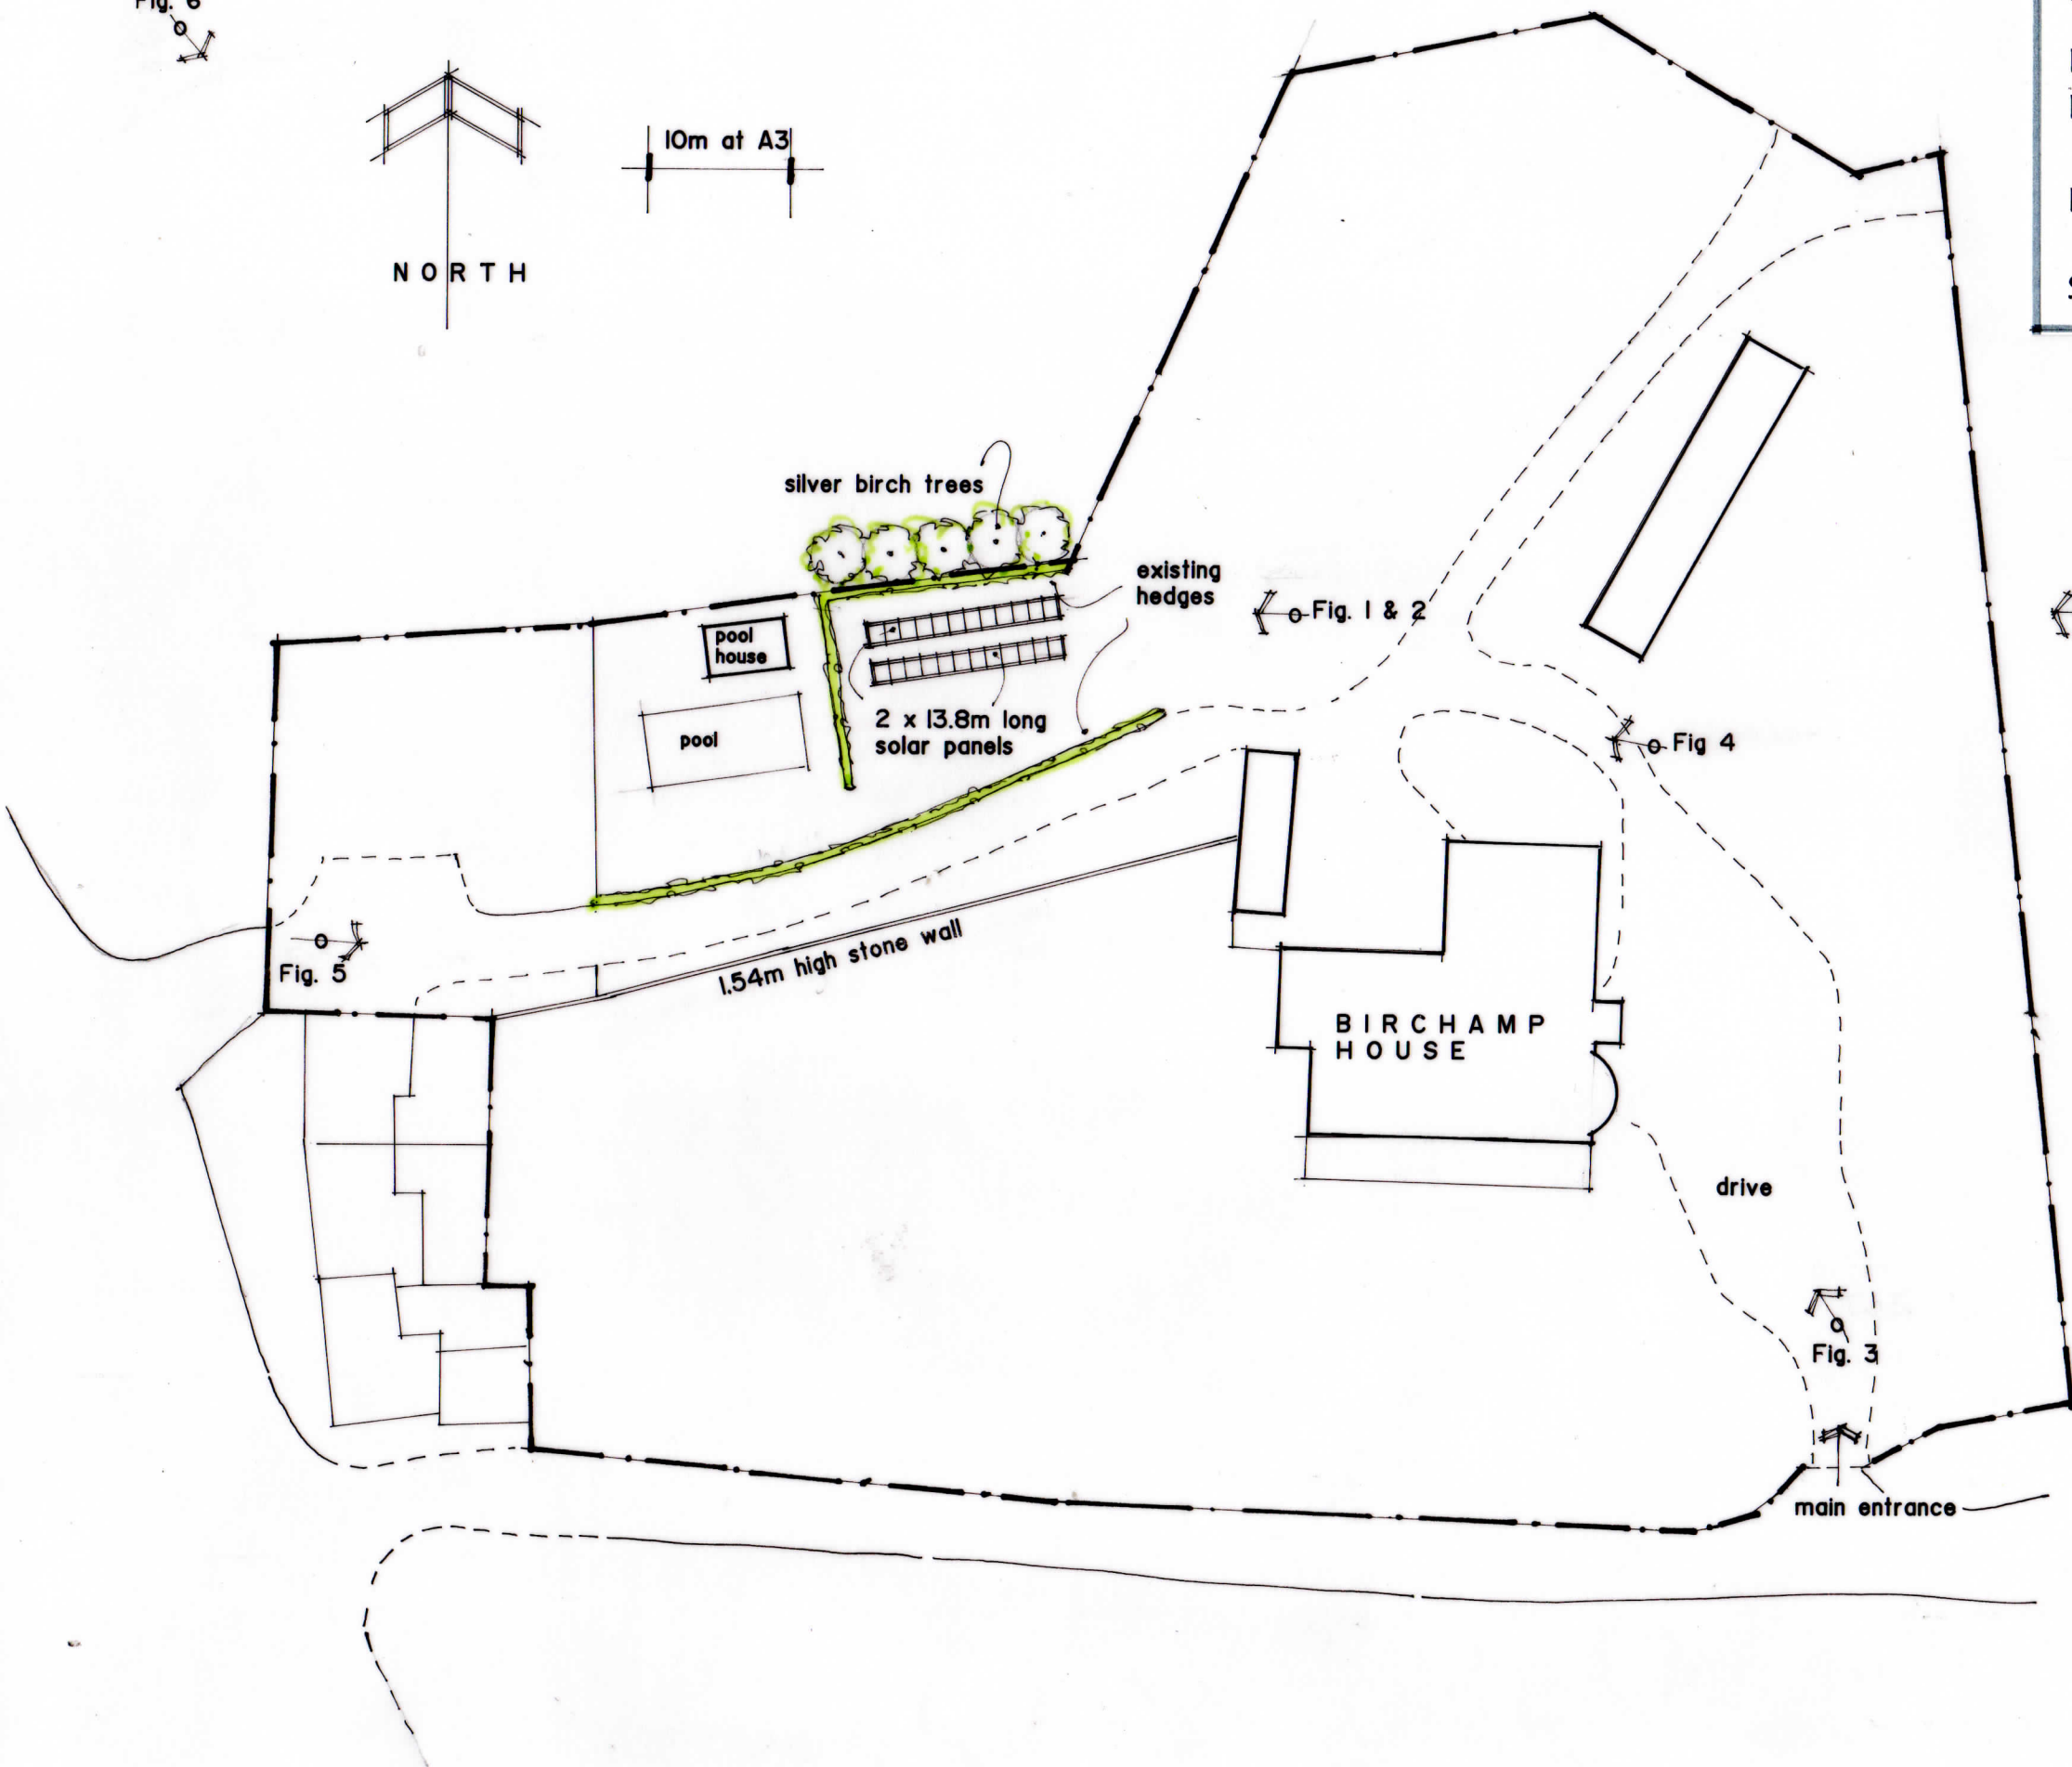 Fig. 6
10m at A3
NORTH
silver birch trees
existing
hedges
Fig. 1 & 2
pool
house
2 x 13.8m long
solar panels
pool
Fig 4
1.54m high stone wall
Fig. 5
BIRCHAMP
HOUSE
drive
Fig. 3
main entrance